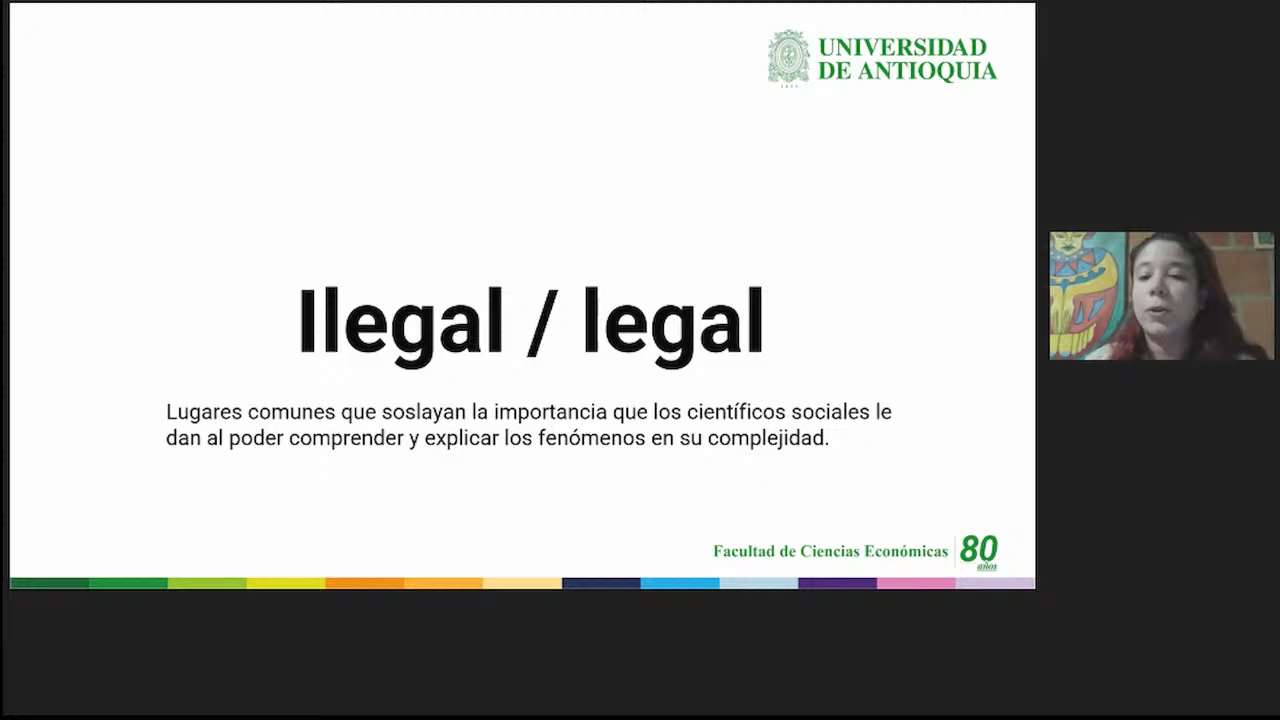 UNIVERSIDAD
DE ANTIOQUIA
Ilegal / legal
Lugares comunes que soslayan la importancia que los científicos sociales le
dan al poder comprender y explicar los fenómenos en su complejidad.
Facultad de Ciencias Económicas
80
años